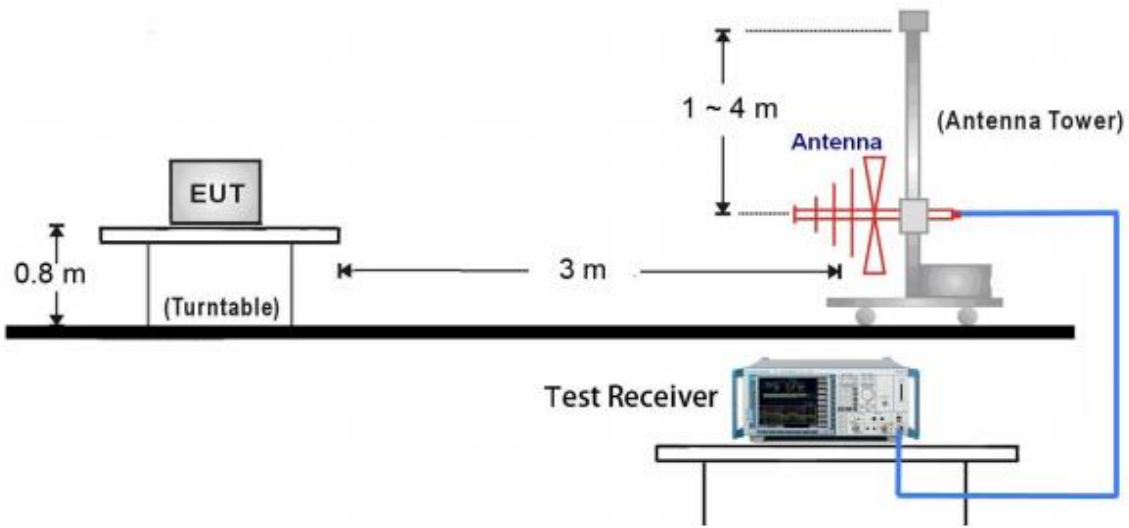 1 ~ 4 m
(Antenna Tower)
Antenna
EUT
0.8 m
3 m
(Turntable)
Test Receiver